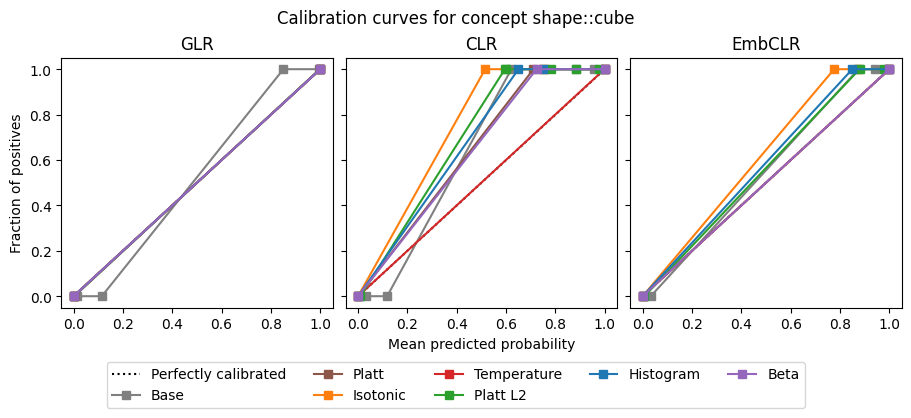 Calibration curves for concept shape::cube
GLR
CLR
EmbCLR
Fraction of positives
1.0
0.8
0.6
0.4
0.2
0.0
0.0 0.2 0.4 0.6 0.8 1.0
0.0 0.2 0.4 0.6 0.8 1.0
0.0 0.2 0.4 0.6 0.8 1.0
Mean predicted probability
Perfectly calibrated
Base
Platt
Isotonic
Temperature
Platt L2
Histogram
Beta